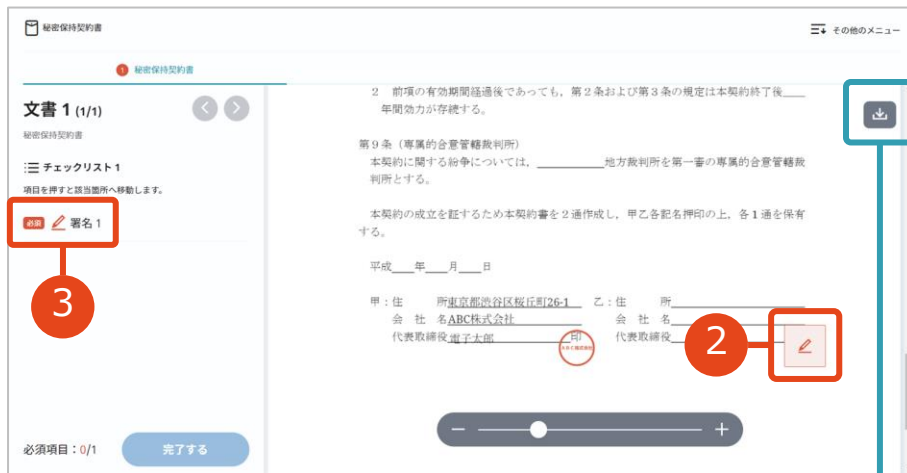 秘密保持契約書
その他のメニュー
1 秘密保持契約書
文書 1 (1/1)
秘密保持契約書
チェックリスト 1
項目を押すと該当箇所へ移動します。
必須 署名 1
3
必須項目：0/1
完了する
2 前項の有効期間経過後であっても，第２条および第３条の規定は本契約終了後____
年間効力が存続する。
第９条（専属的合意管轄裁判所）
本契約に関する紛争については，__________地方裁判所を第一審の専属的合意管轄裁
判所とする。
本契約の成立を証するため本契約書を２通作成し，甲乙各記名押印の上，各１通を保有
する。
平成____年____月____日
甲：住 所東京都渋谷区桜丘町26-1 乙：住 所
会 社 名ABC株式会社 会 社 名
代表取締役電子太郎 印 代表取締役
2